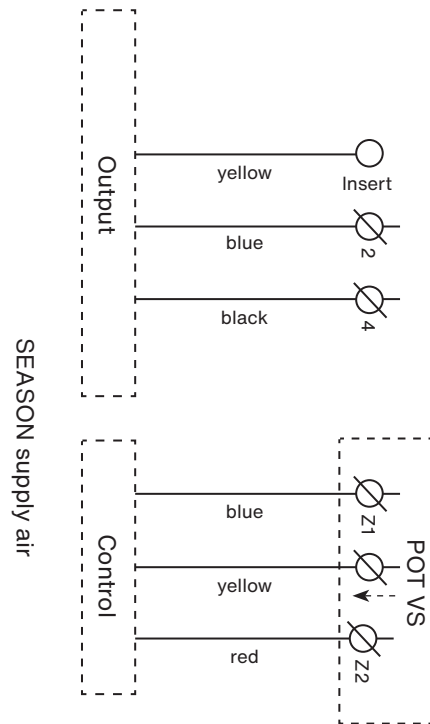 SEASON supply air
Output
yellow
Insert
blue
2
black
4
Control
POT VS
blue
Z1
yellow
red
Z2